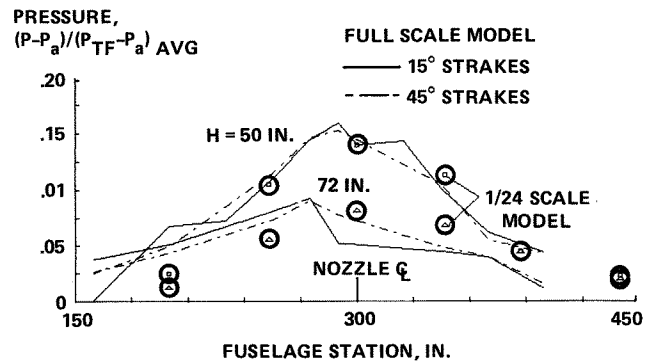 PRESSURE,
(P–Pa)/(PTF–Pa) AVG
FULL SCALE MODEL
15° STRAKES
45° STRAKES
.20
.15
.01
.05
0
H = 50 IN.
72 IN.
1/24 SCALE
MODEL
NOZZLE ℄
150
300
450
FUSELAGE STATION, IN.